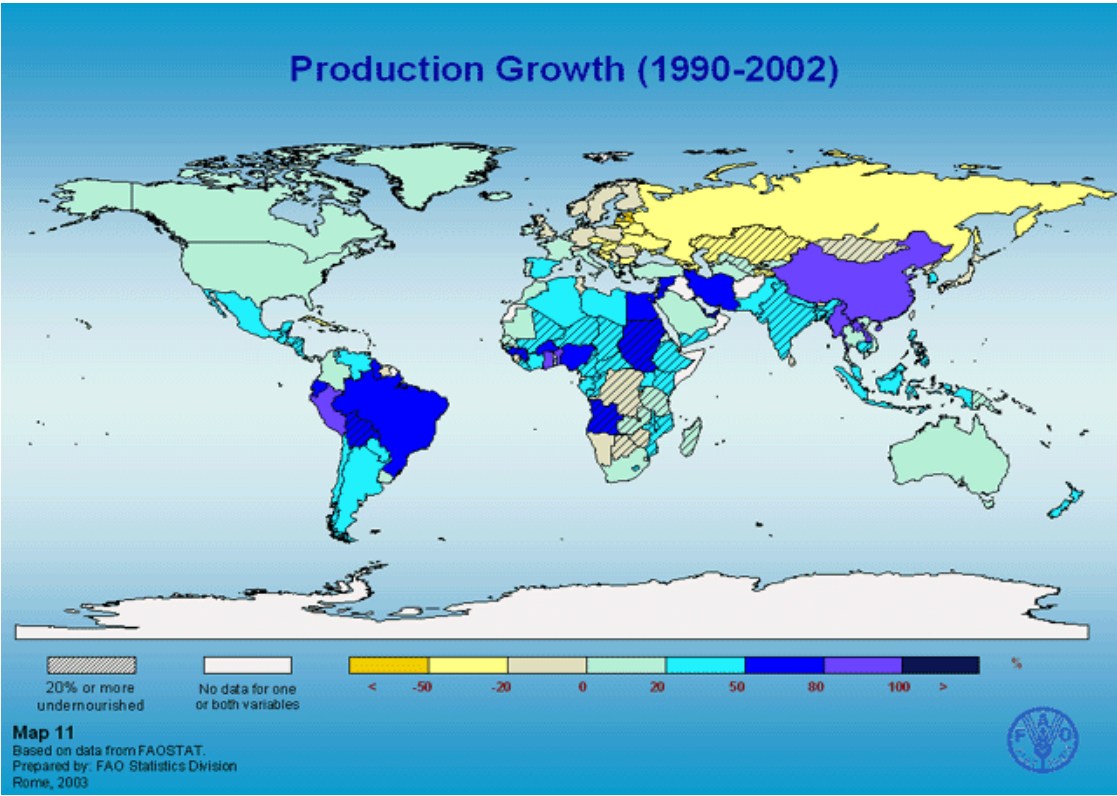 Production Growth (1990-2002)
20% or more
undernourished
No data for one
or both variables
< -50 -20 0 20 50 80 100 > %
Map 11
Based on data from FAOSTAT.
Prepared by: FAO Statistics Division
Rome, 2003
F A O